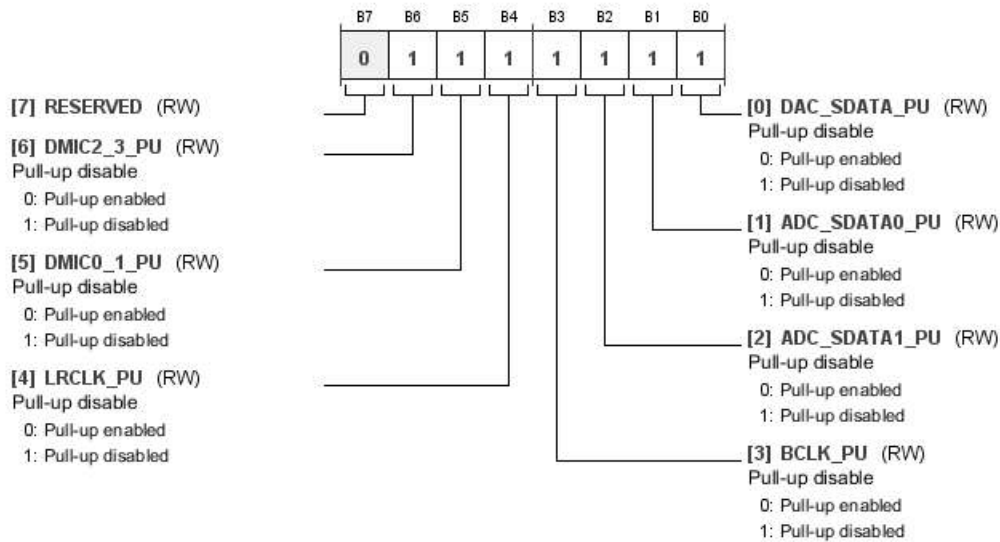 B7 B6 B5 B4 B3 B2 B1 B0
0 1 1 1 1 1 1 1
[7] RESERVED (RW)
[6] DMIC2_3_PU (RW)
Pull-up disable
0: Pull-up enabled
1: Pull-up disabled
[5] DMIC0_1_PU (RW)
Pull-up disable
0: Pull-up enabled
1: Pull-up disabled
[4] LRCLK_PU (RW)
Pull-up disable
0: Pull-up enabled
1: Pull-up disabled
[0] DAC_SDATA_PU (RW)
Pull-up disable
0: Pull-up enabled
1: Pull-up disabled
[1] ADC_SDATA0_PU (RW)
Pull-up disable
0: Pull-up enabled
1: Pull-up disabled
[2] ADC_SDATA1_PU (RW)
Pull-up disable
0: Pull-up enabled
1: Pull-up disabled
[3] BCLK_PU (RW)
Pull-up disable
0: Pull-up enabled
1: Pull-up disabled